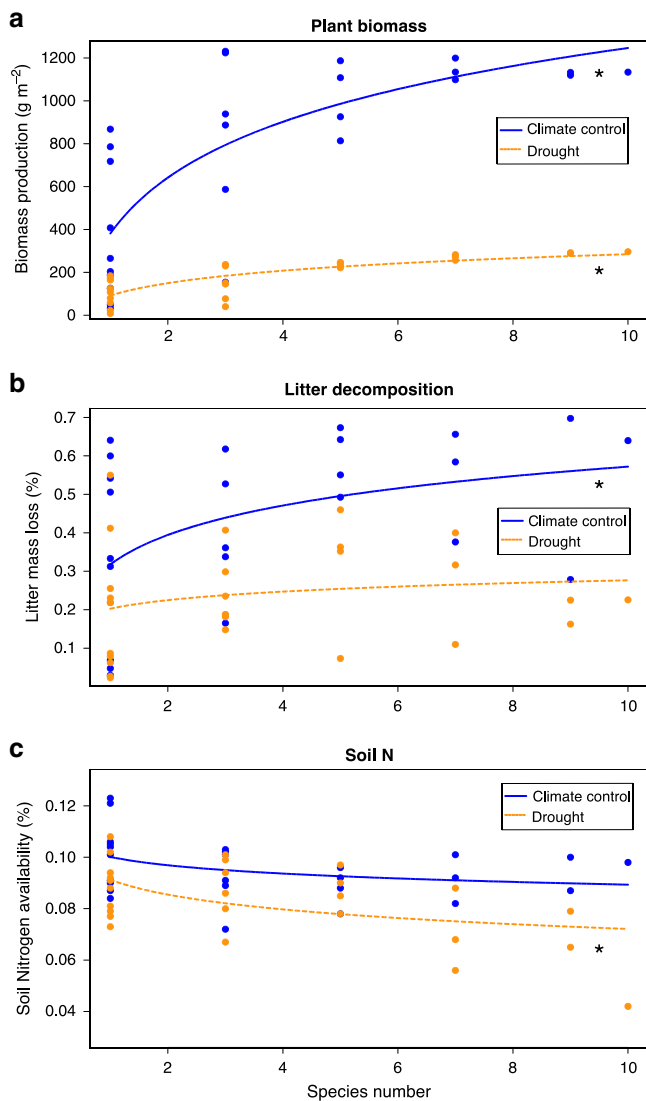 a
Plant biomass
Biomass production (g m⁻²)
1200
1000
800
600
400
200
0
*
Climate control
Drought
*
2
4
6
8
10
b
Litter decomposition
Litter mass loss (%)
0.7
0.6
0.5
0.4
0.3
0.2
0.1
*
Climate control
Drought
2
4
6
8
10
c
Soil N
Soil Nitrogen availability (%)
0.12
0.10
0.08
0.06
0.04
Climate control
Drought
*
2
4
6
8
10
Species number